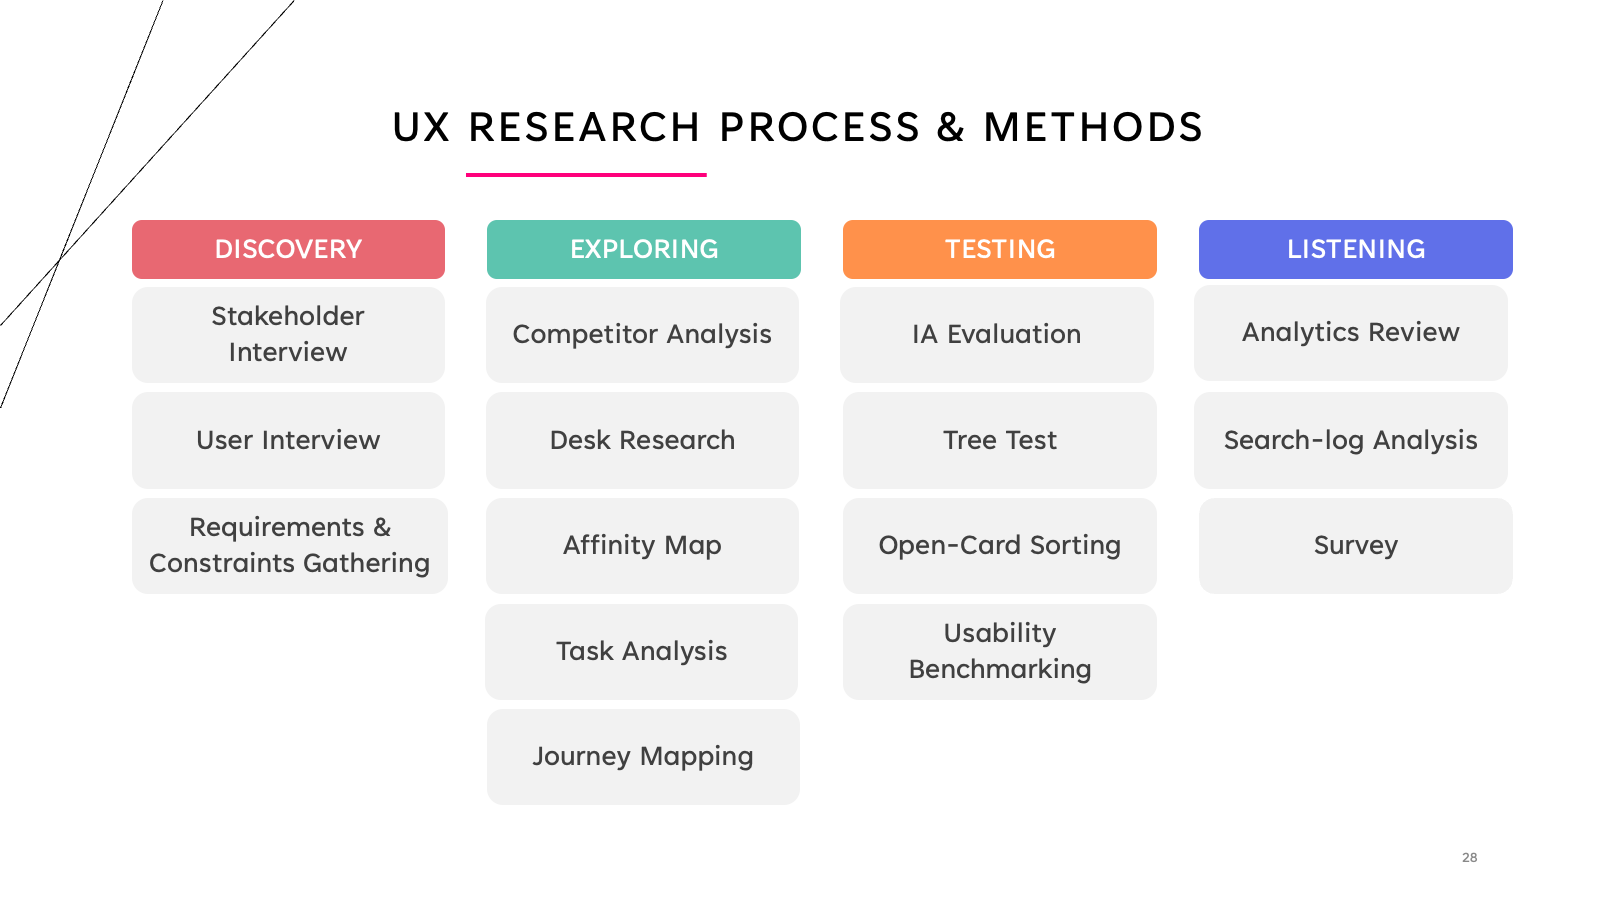 UX RESEARCH PROCESS & METHODS
DISCOVERY
Stakeholder
Interview
User Interview
Requirements &
Constraints Gathering
EXPLORING
Competitor Analysis
Desk Research
Affinity Map
Task Analysis
Journey Mapping
TESTING
IA Evaluation
Tree Test
Open-Card Sorting
Usability
Benchmarking
LISTENING
Analytics Review
Search-log Analysis
Survey
28